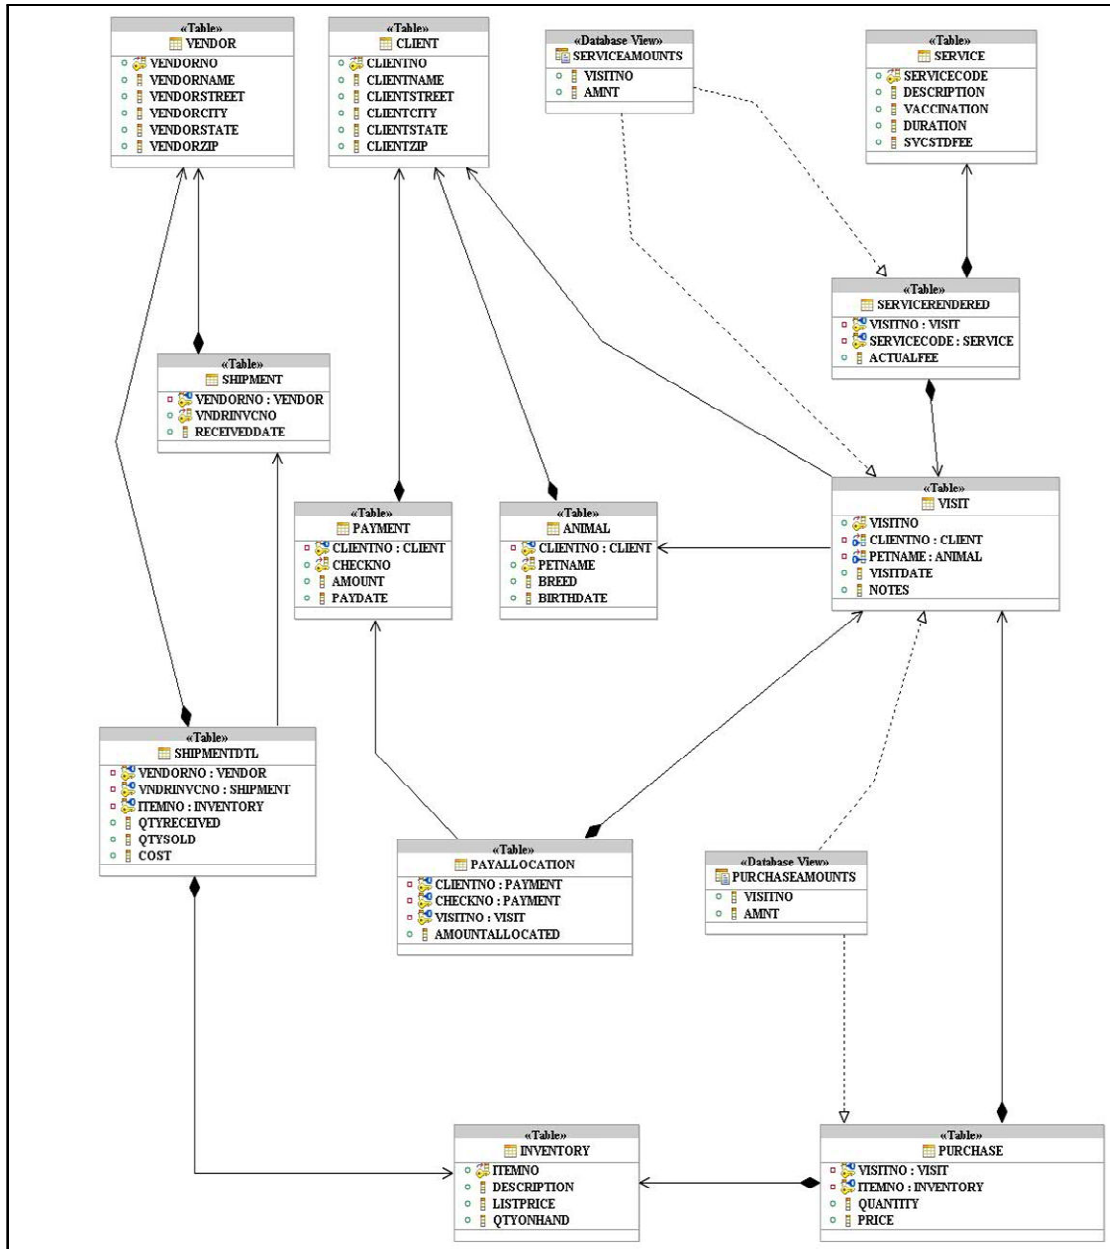 «Table»
VENDOR
VENDORNO
VENDORNAME
VENDORSTREET
VENDORCITY
VENDORSTATE
VENDORZIP
«Table»
CLIENT
CLIENTNO
CLIENTNAME
CLIENTSTREET
CLIENTCITY
CLIENTSTATE
CLIENTZIP
«Database View»
SERVICEAMOUNTS
VISITNO
AMNT
«Table»
SERVICE
SERVICECODE
DESCRIPTION
VACCINATION
DURATION
SVCSTDFEE
«Table»
SERVICERENDERED
VISITNO : VISIT
SERVICECODE : SERVICE
ACTUALFEE
«Table»
SHIPMENT
VENDORNO : VENDOR
VNDRINVCNO
RECEIVEDDATE
«Table»
PAYMENT
CLIENTNO : CLIENT
CHECKNO
AMOUNT
PAYDATE
«Table»
ANIMAL
CLIENTNO : CLIENT
PETNAME
BREED
BIRTHDATE
«Table»
VISIT
VISITNO
CLIENTNO : CLIENT
PETNAME : ANIMAL
VISITDATE
NOTES
«Table»
SHIPMENTDTL
VENDORNO : VENDOR
VNDRINVCNO : SHIPMENT
ITEMNO : INVENTORY
QTYRECEIVED
QTYSOLD
COST
«Table»
PAYALLOCATION
CLIENTNO : PAYMENT
CHECKNO : PAYMENT
VISITNO : VISIT
AMOUNTALLOCATED
«Database View»
PURCHASEAMOUNTS
VISITNO
AMNT
«Table»
INVENTORY
ITEMNO
DESCRIPTION
LISTPRICE
QTYONHAND
«Table»
PURCHASE
VISITNO : VISIT
ITEMNO : INVENTORY
QUANTITY
PRICE